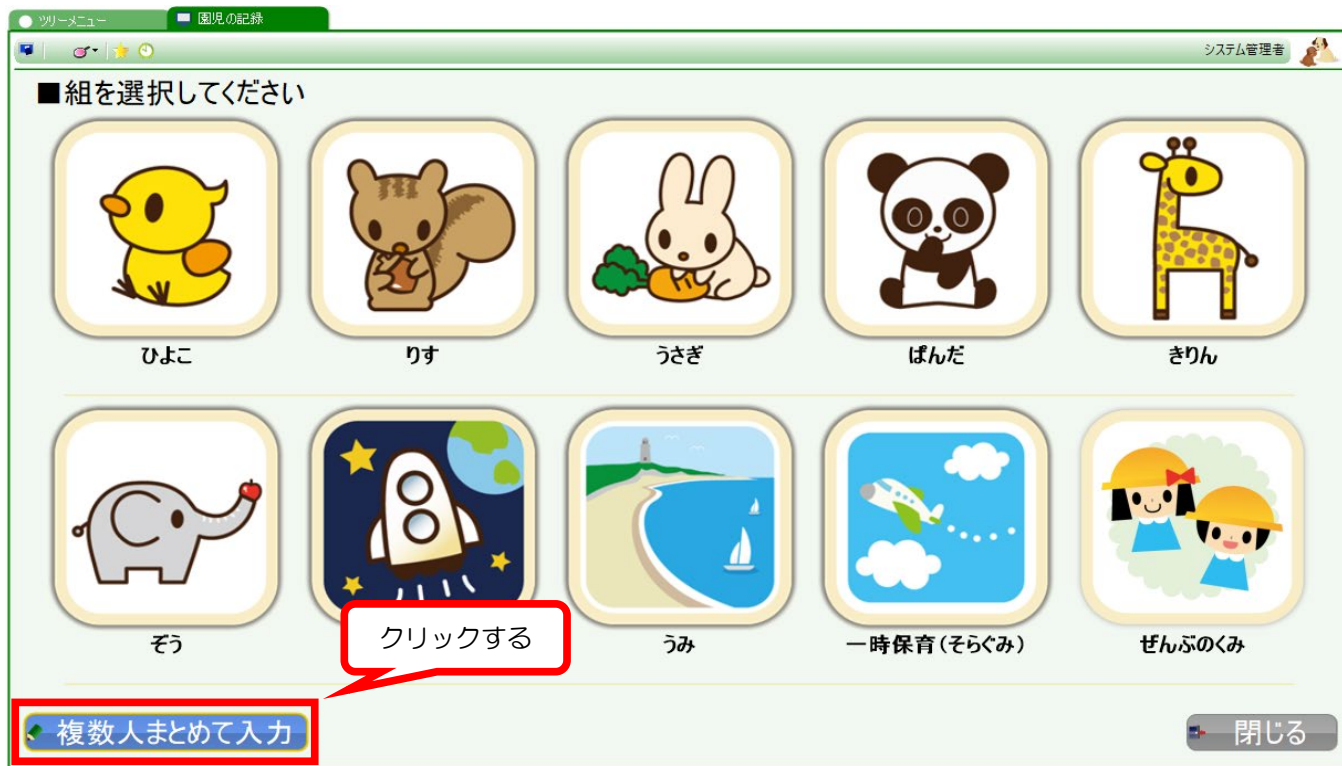 ツリーメニュー
園児の記録
システム管理者
■組を選択してください
ひよこ
りす
うさぎ
ぱんだ
きりん
ぞう
クリックする
うみ
一時保育(そらぐみ)
ぜんぶのくみ
複数人まとめて入力
閉じる